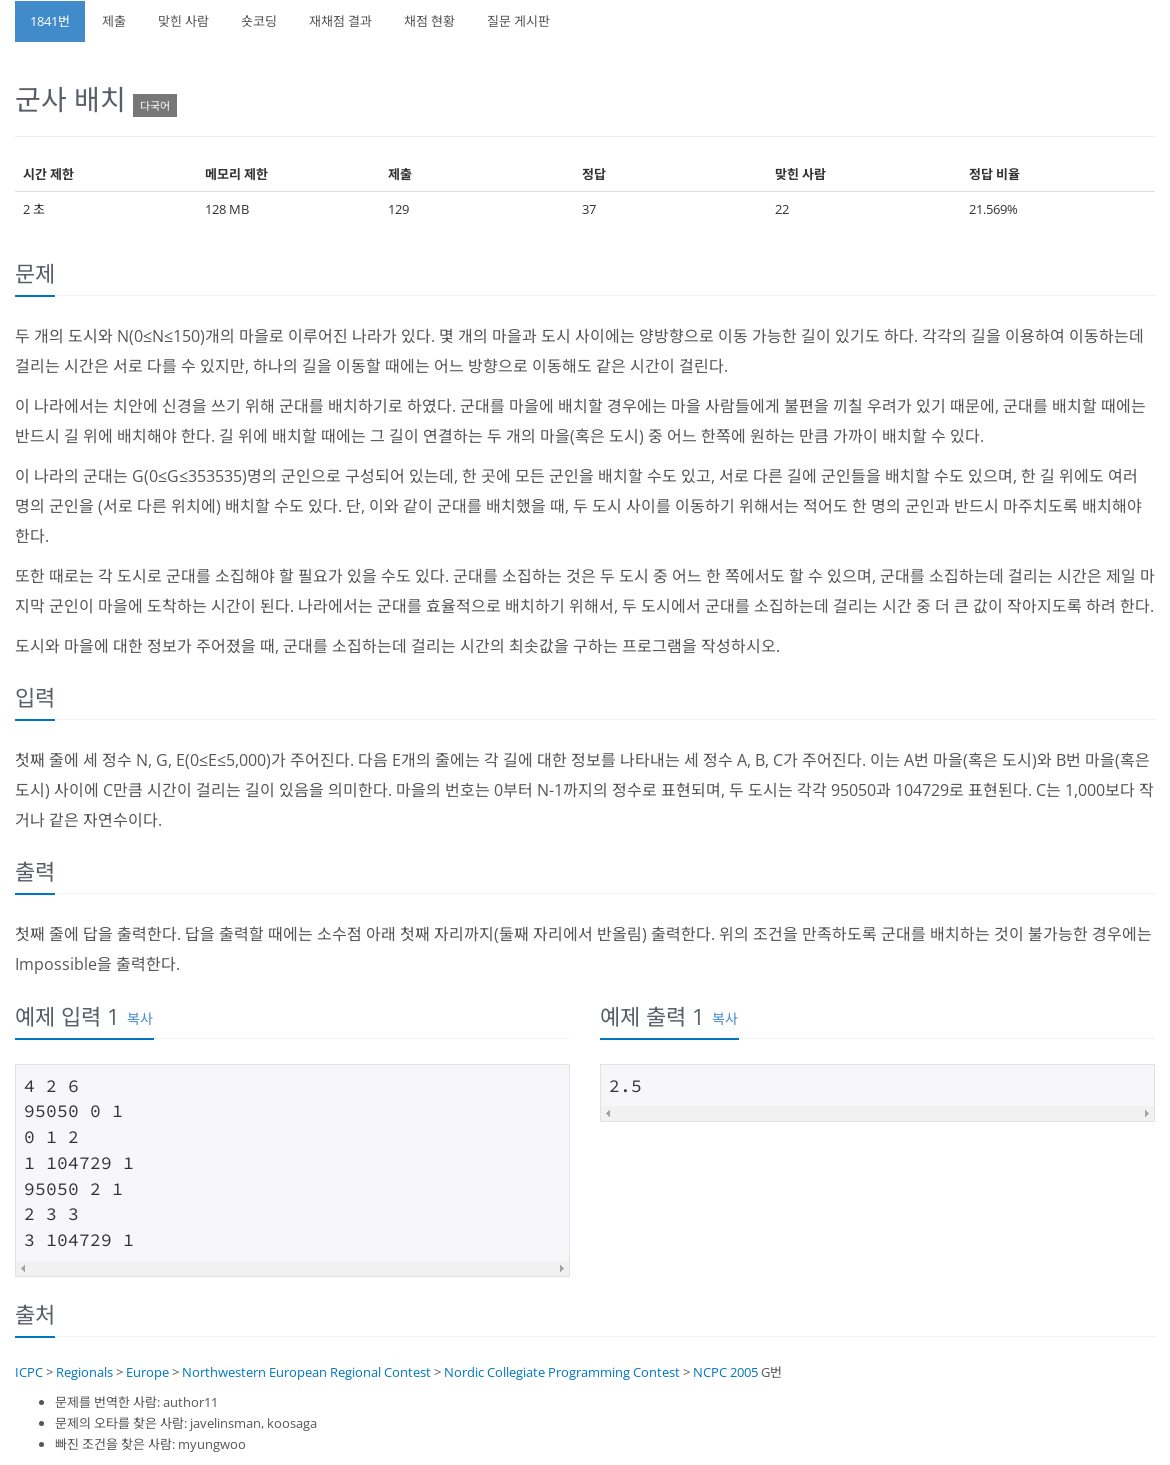 1841번 제출 맞힌 사람 숏코딩 재채점 결과 채점 현황 질문 게시판
군사 배치 다국어
시간 제한 메모리 제한 제출 정답 맞힌 사람 정답 비율
2 초 128 MB 129 37 22 21.569%
문제
두 개의 도시와 N(0≤N≤150)개의 마을로 이루어진 나라가 있다. 몇 개의 마을과 도시 사이에는 양방향으로 이동 가능한 길이 있기도 하다. 각각의 길을 이용하여 이동하는데
걸리는 시간은 서로 다를 수 있지만, 하나의 길을 이동할 때에는 어느 방향으로 이동해도 같은 시간이 걸린다.
이 나라에서는 치안에 신경을 쓰기 위해 군대를 배치하기로 하였다. 군대를 마을에 배치할 경우에는 마을 사람들에게 불편을 끼칠 우려가 있기 때문에, 군대를 배치할 때에는
반드시 길 위에 배치해야 한다. 길 위에 배치할 때에는 그 길이 연결하는 두 개의 마을(혹은 도시) 중 어느 한쪽에 원하는 만큼 가까이 배치할 수 있다.
이 나라의 군대는 G(0≤G≤353535)명의 군인으로 구성되어 있는데, 한 곳에 모든 군인을 배치할 수도 있고, 서로 다른 길에 군인들을 배치할 수도 있으며, 한 길 위에도 여러
명의 군인을 (서로 다른 위치에) 배치할 수도 있다. 단, 이와 같이 군대를 배치했을 때, 두 도시 사이를 이동하기 위해서는 적어도 한 명의 군인과 반드시 마주치도록 배치해야
한다.
또한 때로는 각 도시로 군대를 소집해야 할 필요가 있을 수도 있다. 군대를 소집하는 것은 두 도시 중 어느 한 쪽에서도 할 수 있으며, 군대를 소집하는데 걸리는 시간은 제일 마
지막 군인이 마을에 도착하는 시간이 된다. 나라에서는 군대를 효율적으로 배치하기 위해서, 두 도시에서 군대를 소집하는데 걸리는 시간 중 더 큰 값이 작아지도록 하려 한다.
도시와 마을에 대한 정보가 주어졌을 때, 군대를 소집하는데 걸리는 시간의 최솟값을 구하는 프로그램을 작성하시오.
입력
첫째 줄에 세 정수 N, G, E(0≤E≤5,000)가 주어진다. 다음 E개의 줄에는 각 길에 대한 정보를 나타내는 세 정수 A, B, C가 주어진다. 이는 A번 마을(혹은 도시)와 B번 마을(혹은
도시) 사이에 C만큼 시간이 걸리는 길이 있음을 의미한다. 마을의 번호는 0부터 N-1까지의 정수로 표현되며, 두 도시는 각각 95050과 104729로 표현된다. C는 1,000보다 작
거나 같은 자연수이다.
출력
첫째 줄에 답을 출력한다. 답을 출력할 때에는 소수점 아래 첫째 자리까지(둘째 자리에서 반올림) 출력한다. 위의 조건을 만족하도록 군대를 배치하는 것이 불가능한 경우에는
Impossible을 출력한다.
예제 입력 1 복사
4 2 6
95050 0 1
0 1 2
1 104729 1
95050 2 1
2 3 3
3 104729 1
예제 출력 1 복사
2.5
출처
ICPC > Regionals > Europe > Northwestern European Regional Contest > Nordic Collegiate Programming Contest > NCPC 2005 G번
문제를 번역한 사람: author11
문제의 오타를 찾은 사람: javelinsman, koosaga
빠진 조건을 찾은 사람: myungwoo